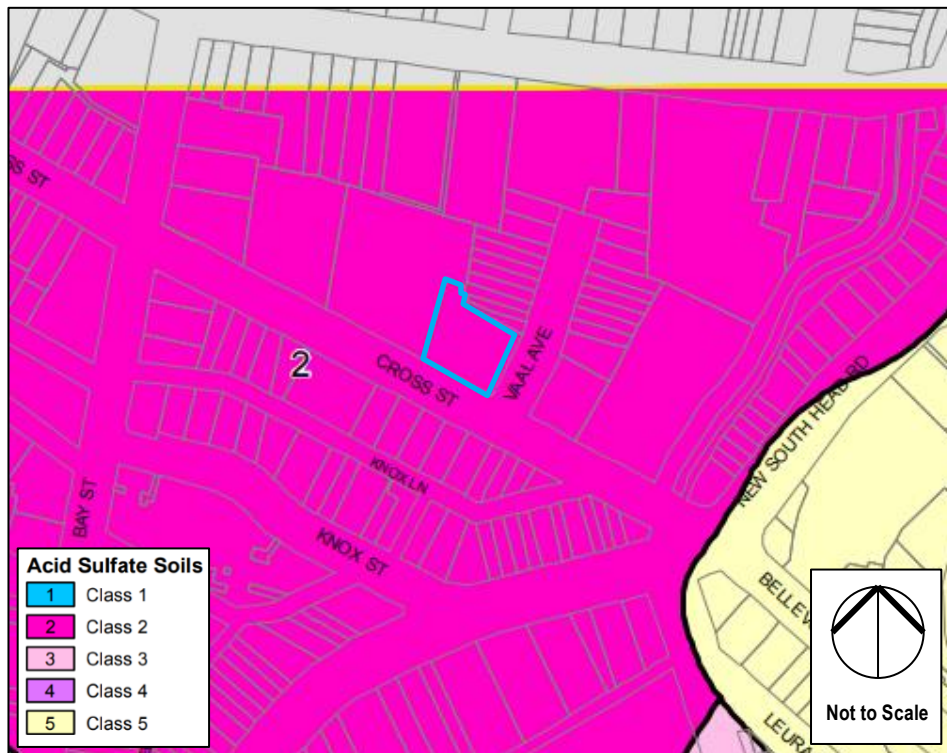 SS ST
VAAL AVE
2
CROSS ST
KNOX LN
NEW SOUTH HEAD RD
BAY ST
KNOX ST
BELLEV
LEURA
Acid Sulfate Soils
1 Class 1
2 Class 2
3 Class 3
4 Class 4
5 Class 5
Not to Scale